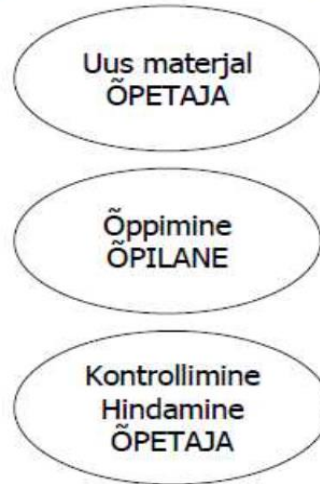 Uus materjal
ÕPETAJA
Õppimine
ÕPILANE
Kontrollimine
Hindamine
ÕPETAJA